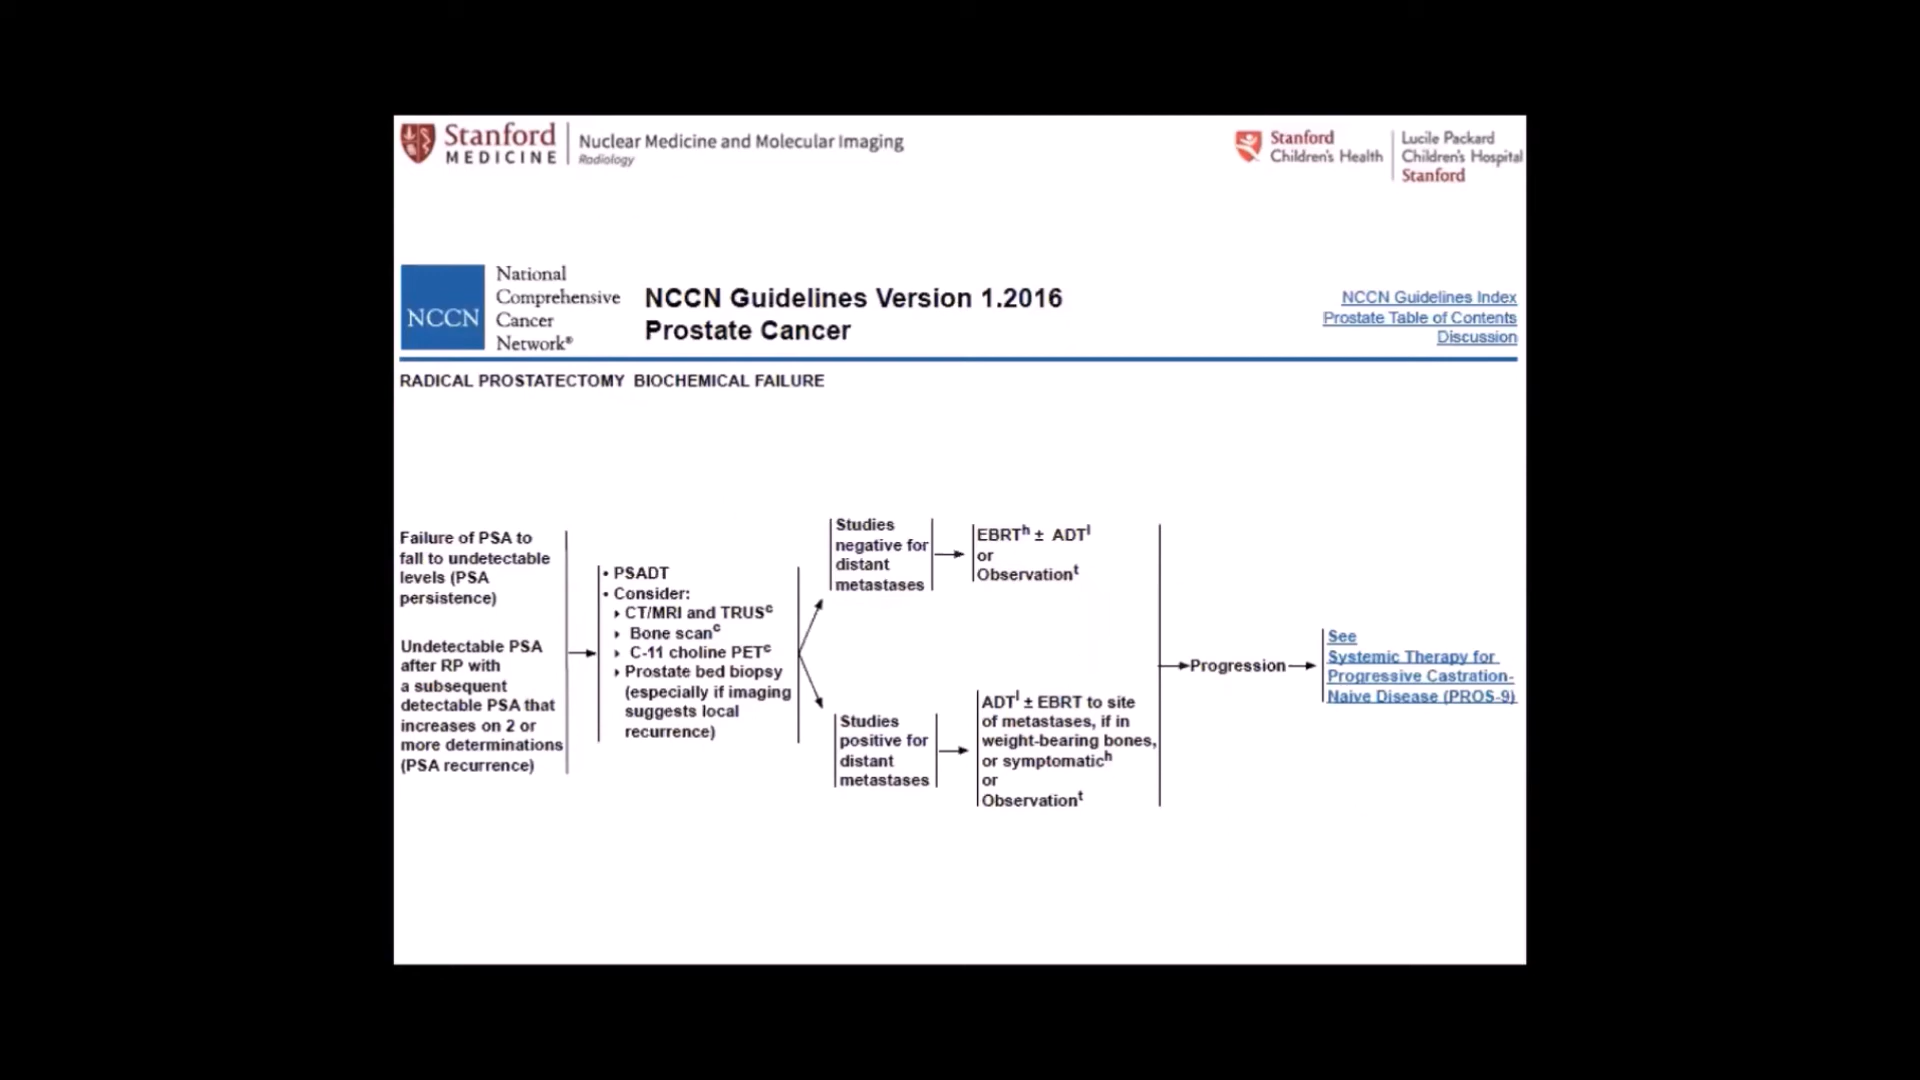 Stanford
MEDICINE
Nuclear Medicine and Molecular Imaging
Radiology
Stanford
Children's Health
Lucile Packard
Children's Hospital
Stanford
NCCN
National
Comprehensive
Cancer
Network®
NCCN Guidelines Version 1.2016
Prostate Cancer
NCCN Guidelines Index
Prostate Table of Contents
Discussion
RADICAL PROSTATECTOMY BIOCHEMICAL FAILURE
Failure of PSA to
fall to undetectable
levels (PSA
persistence)
Undetectable PSA
after RP with
a subsequent
detectable PSA that
increases on 2 or
more determinations
(PSA recurrence)
• PSADT
• Consider:
‣ CT/MRI and TRUSᶜ
‣ Bone scanᶜ
‣ C-11 choline PETᶜ
‣ Prostate bed biopsy
(especially if imaging
suggests local
recurrence)
Studies
negative for
distant
metastases
EBRTʰ ± ADTˡ
or
Observationᵗ
Studies
positive for
distant
metastases
ADTˡ ± EBRT to site
of metastases, if in
weight-bearing bones,
or symptomaticʰ
or
Observationᵗ
Progression
See
Systemic Therapy for
Progressive Castration-
Naive Disease (PROS-9)